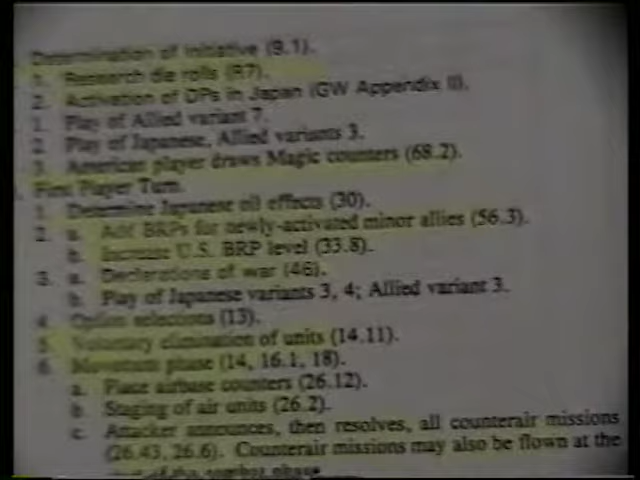 Determination of Initiative (9.1).
1. Research die rolls (R7).
2. Activation of DPs in Japan (GW Appendix II).
1. Play of Allied variant 7.
2. Play of Japanese, Allied variants 3.
3. American player draws Magic counters (68.2).
First Player Turn.
1. Determine Japanese oil effects (30).
2. a. Add BRPs for newly-activated minor allies (56.3).
b. Increase U.S. BRP level (33.8).
3. a. Declarations of war (46).
b. Play of Japanese variants 3, 4; Allied variant 3.
4. Option selections (13).
5. Voluntary elimination of units (14.11).
6. Movement phase (14, 16.1, 18).
a. Place airbase counters (26.12).
b. Staging of air units (26.2).
c. Attacker announces, then resolves, all counterair missions
(26.43, 26.6). Counterair missions may also be flown at the
of the combat phase